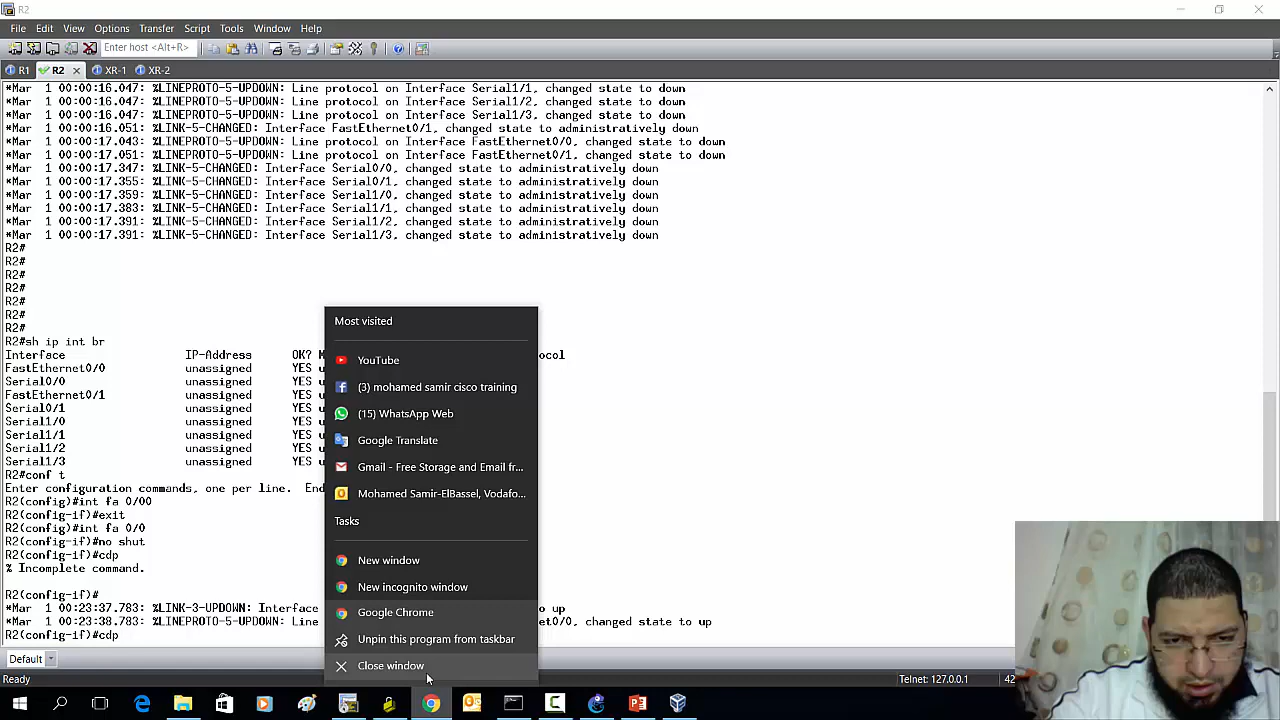 R2
File Edit View Options Transfer Script Tools Window Help
Enter host <Alt+R>
R1 R2 XR-1 XR-2
*Mar 1 00:00:16.047: %LINEPROTO-5-UPDOWN: Line protocol on Interface Serial1/1, changed state to down
*Mar 1 00:00:16.047: %LINEPROTO-5-UPDOWN: Line protocol on Interface Serial1/2, changed state to down
*Mar 1 00:00:16.047: %LINEPROTO-5-UPDOWN: Line protocol on Interface Serial1/3, changed state to down
*Mar 1 00:00:16.051: %LINK-5-CHANGED: Interface FastEthernet0/1, changed state to administratively down
*Mar 1 00:00:17.043: %LINEPROTO-5-UPDOWN: Line protocol on Interface FastEthernet0/0, changed state to down
*Mar 1 00:00:17.051: %LINEPROTO-5-UPDOWN: Line protocol on Interface FastEthernet0/1, changed state to down
*Mar 1 00:00:17.347: %LINK-5-CHANGED: Interface Serial0/0, changed state to administratively down
*Mar 1 00:00:17.355: %LINK-5-CHANGED: Interface Serial0/1, changed state to administratively down
*Mar 1 00:00:17.359: %LINK-5-CHANGED: Interface Serial1/0, changed state to administratively down
*Mar 1 00:00:17.383: %LINK-5-CHANGED: Interface Serial1/1, changed state to administratively down
*Mar 1 00:00:17.391: %LINK-5-CHANGED: Interface Serial1/2, changed state to administratively down
*Mar 1 00:00:17.391: %LINK-5-CHANGED: Interface Serial1/3, changed state to administratively down
R2#
R2#
R2#
R2#
R2#
R2#
R2#
R2#sh ip int br
Interface IP-Address OK? M ocol
FastEthernet0/0 unassigned YES u
Serial0/0 unassigned YES u
FastEthernet0/1 unassigned YES u
Serial0/1 unassigned YES u
Serial1/0 unassigned YES u
Serial1/1 unassigned YES u
Serial1/2 unassigned YES u
Serial1/3 unassigned YES u
R2#conf t
Enter configuration commands, one per line. End
R2(config)#int fa 0/00
R2(config-if)#exit
R2(config)#int fa 0/0
R2(config-if)#no shut
R2(config-if)#cdp
% Incomplete command.
R2(config-if)#
*Mar 1 00:23:37.783: %LINK-3-UPDOWN: Interface o up
*Mar 1 00:23:38.783: %LINEPROTO-5-UPDOWN: Line et0/0, changed state to up
R2(config-if)#cdp
Most visited
YouTube
(3) mohamed samir cisco training
(15) WhatsApp Web
Google Translate
Gmail - Free Storage and Email fr...
Mohamed Samir-ElBassel, Vodafo...
Tasks
New window
New incognito window
Google Chrome
Unpin this program from taskbar
Close window
Default
Ready Telnet: 127.0.0.1 42